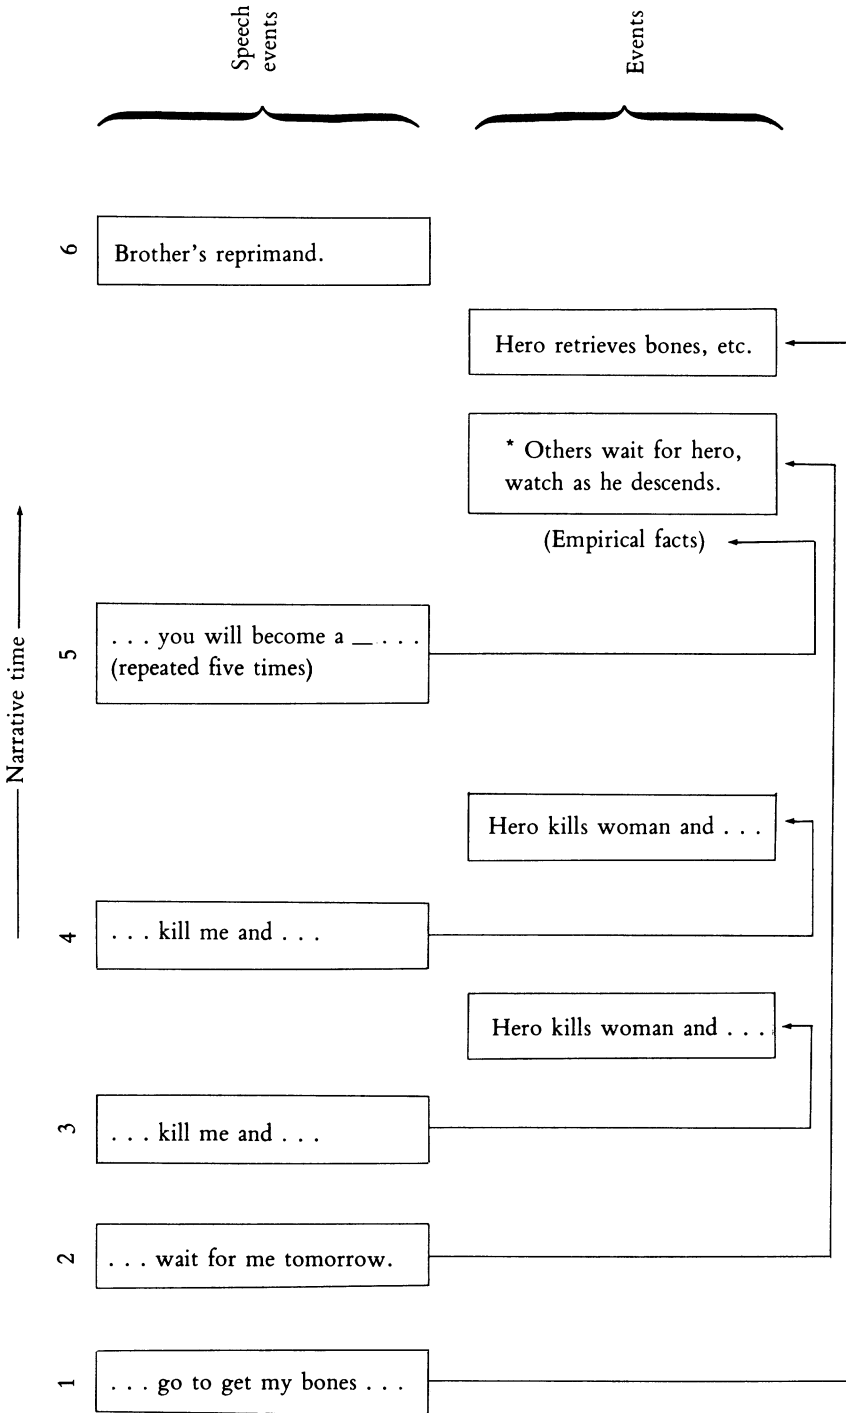 Speech
events
Events
6
Brother's reprimand.
Hero retrieves bones, etc.
* Others wait for hero,
watch as he descends.
(Empirical facts)
Narrative time
5
. . . you will become a __ . . .
(repeated five times)
Hero kills woman and . . .
4
. . . kill me and . . .
Hero kills woman and . . .
3
. . . kill me and . . .
2
. . . wait for me tomorrow.
1
. . . go to get my bones . . .